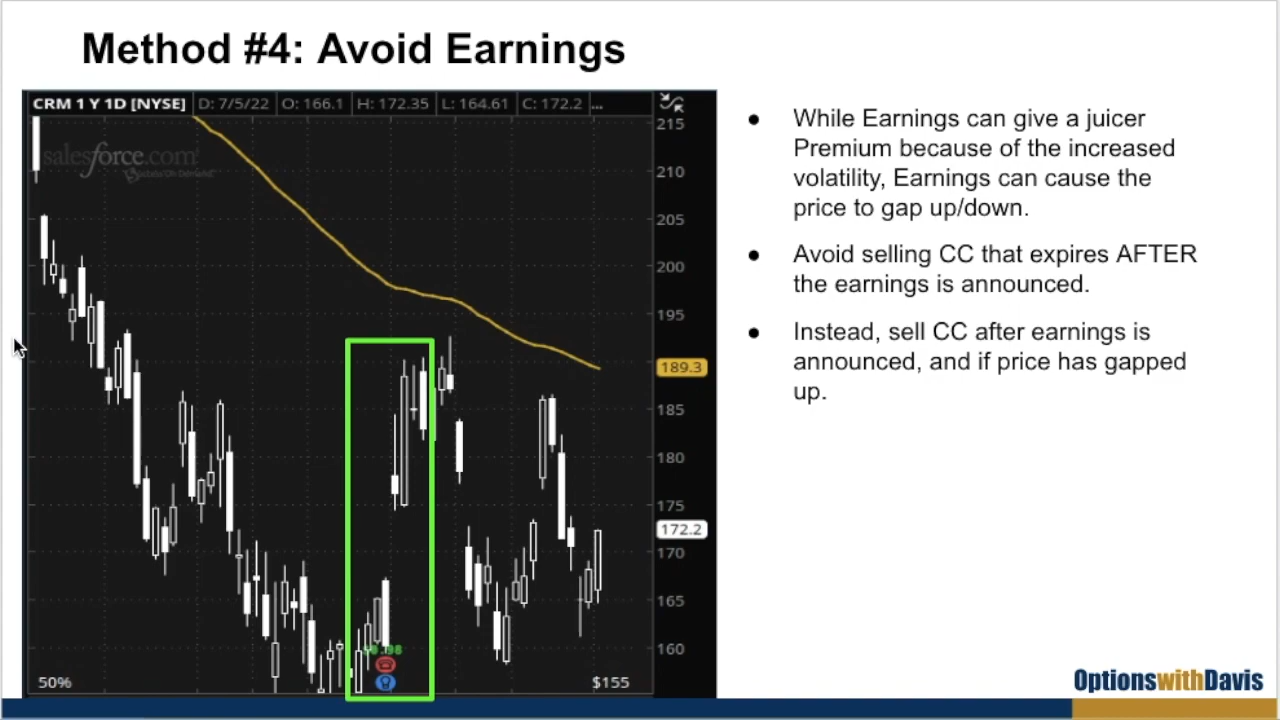 Method #4: Avoid Earnings
CRM 1 Y 1D [NYSE] D: 7/5/22 O: 166.1 H: 172.35 L: 164.61 C: 172.2 ...
215
salesforce.com
210
205
200
195
189.3
185
180
175
172.2
170
165
160
50%
$155
● While Earnings can give a juicer
Premium because of the increased
volatility, Earnings can cause the
price to gap up/down.
● Avoid selling CC that expires AFTER
the earnings is announced.
● Instead, sell CC after earnings is
announced, and if price has gapped
up.
OptionswithDavis